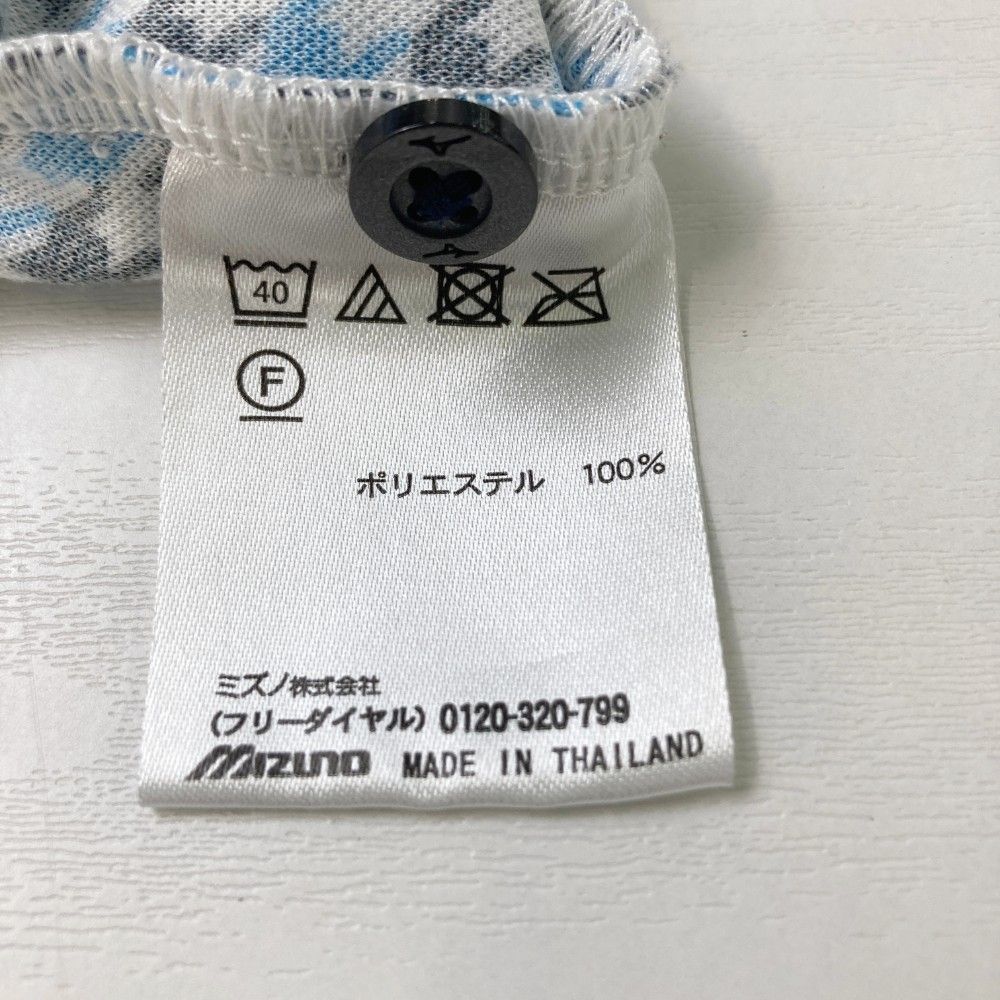 40
F
ポリエステル 100%
ミズノ株式会社
(フリーダイヤル) 0120-320-799
MIZUNO MADE IN THAILAND